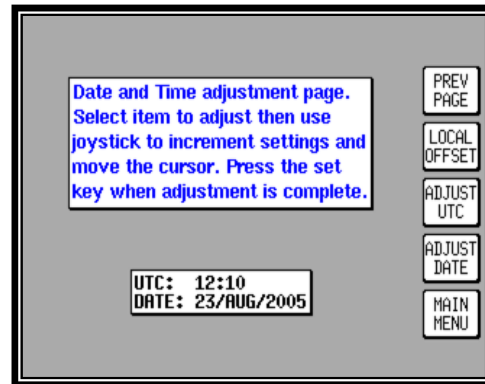 Date and Time adjustment page.
Select item to adjust then use
joystick to increment settings and
move the cursor. Press the set
key when adjustment is complete.
UTC: 12:10
DATE: 23/AUG/2005
PREV
PAGE
LOCAL
OFFSET
ADJUST
UTC
ADJUST
DATE
MAIN
MENU